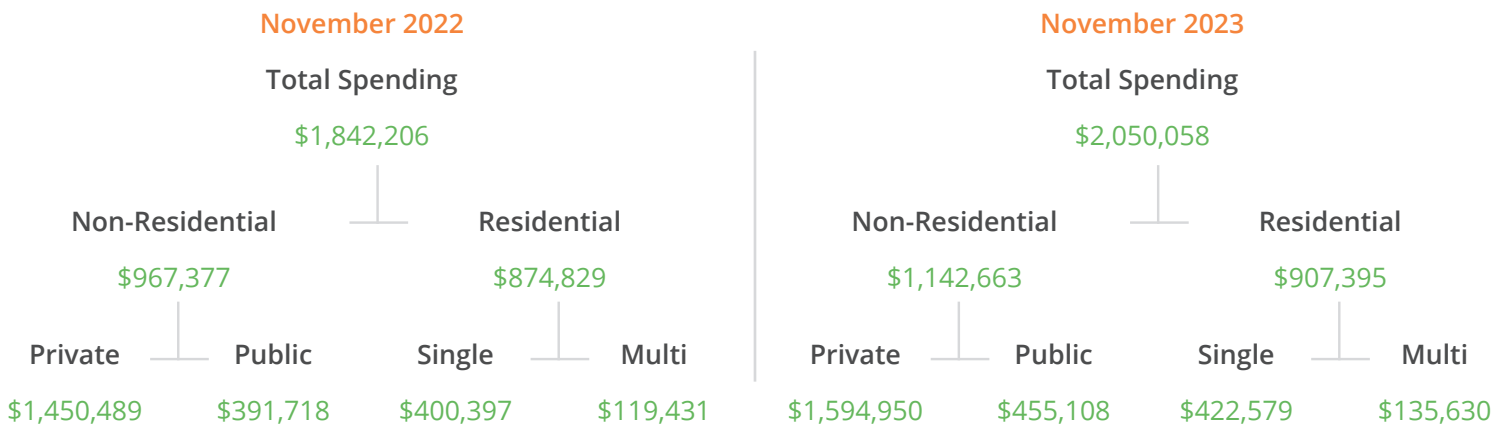 November 2022
Total Spending
$1,842,206
Non-Residential Residential
$967,377 $874,829
Private Public Single Multi
$1,450,489 $391,718 $400,397 $119,431
November 2023
Total Spending
$2,050,058
Non-Residential Residential
$1,142,663 $907,395
Private Public Single Multi
$1,594,950 $455,108 $422,579 $135,630